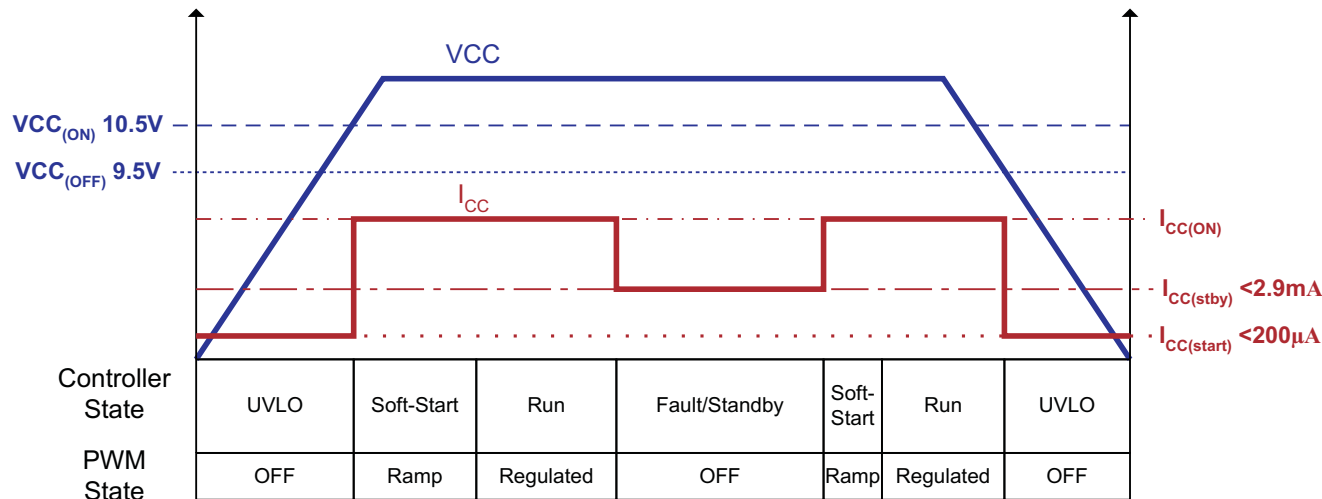 VCC
VCC(ON) 10.5V
VCC(OFF) 9.5V
ICC
ICC(ON)
ICC(stby) <2.9mA
ICC(start) <200µA
Controller
State
UVLO
Soft-Start
Run
Fault/Standby
Soft-
Start
Run
UVLO
PWM
State
OFF
Ramp
Regulated
OFF
Ramp
Regulated
OFF